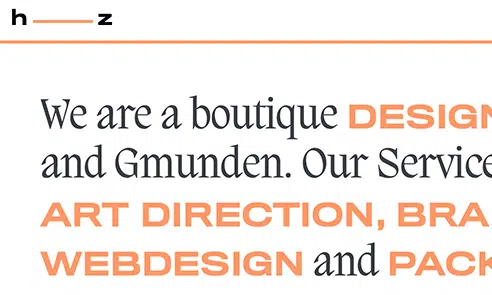 h z
We are a boutique DESIGN
and Gmunden. Our Service
ART DIRECTION, BRA
WEBDESIGN and PACK